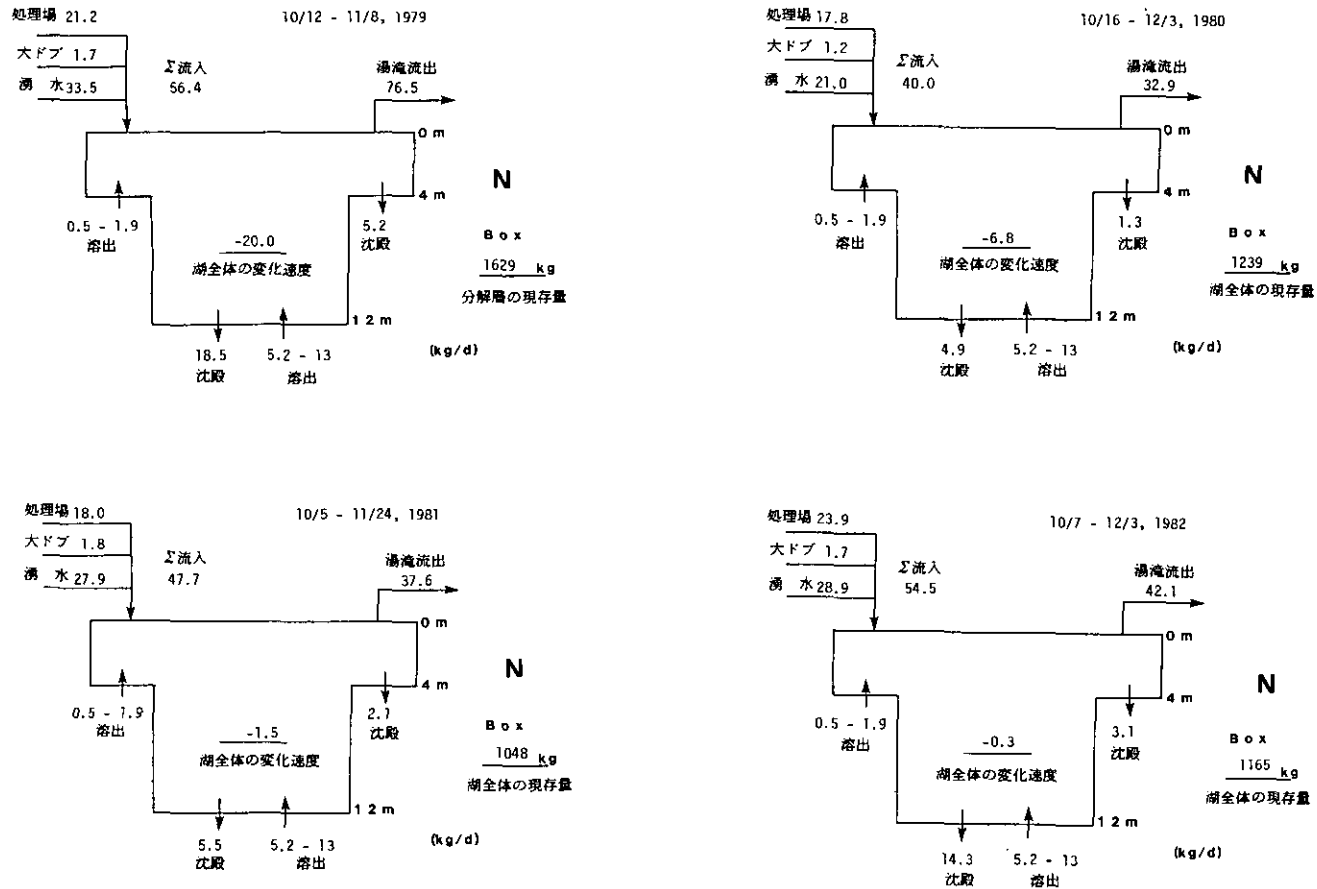 処理場 21.2
10/12 - 11/8, 1979
大ドブ 1.7
湧 水 33.5
Σ流入
56.4
湯滝流出
76.5
0 m
4 m
0.5 - 1.9
溶出
5.2
沈殿
N
Box
1629 kg
分解層の現存量
-20.0
湖全体の変化速度
12 m
18.5
沈殿
5.2 - 13
溶出
(kg/d)
処理場 17.8
10/16 - 12/3, 1980
大ドブ 1.2
湧 水 21.0
Σ流入
40.0
湯滝流出
32.9
0 m
4 m
0.5 - 1.9
溶出
1.3
沈殿
N
Box
1239 kg
湖全体の現存量
-6.8
湖全体の変化速度
12 m
4.9
沈殿
5.2 - 13
溶出
(kg/d)
処理場 18.0
10/5 - 11/24, 1981
大ドブ 1.8
湧 水 27.9
Σ流入
47.7
湯滝流出
37.6
0 m
4 m
0.5 - 1.9
溶出
2.1
沈殿
N
Box
1048 kg
湖全体の現存量
-1.5
湖全体の変化速度
12 m
5.5
沈殿
5.2 - 13
溶出
(kg/d)
処理場 23.9
10/7 - 12/3, 1982
大ドブ 1.7
湧 水 28.9
Σ流入
54.5
湯滝流出
42.1
0 m
4 m
0.5 - 1.9
溶出
3.1
沈殿
N
Box
1165 kg
湖全体の現存量
-0.3
湖全体の変化速度
12 m
14.3
沈殿
5.2 - 13
溶出
(kg/d)